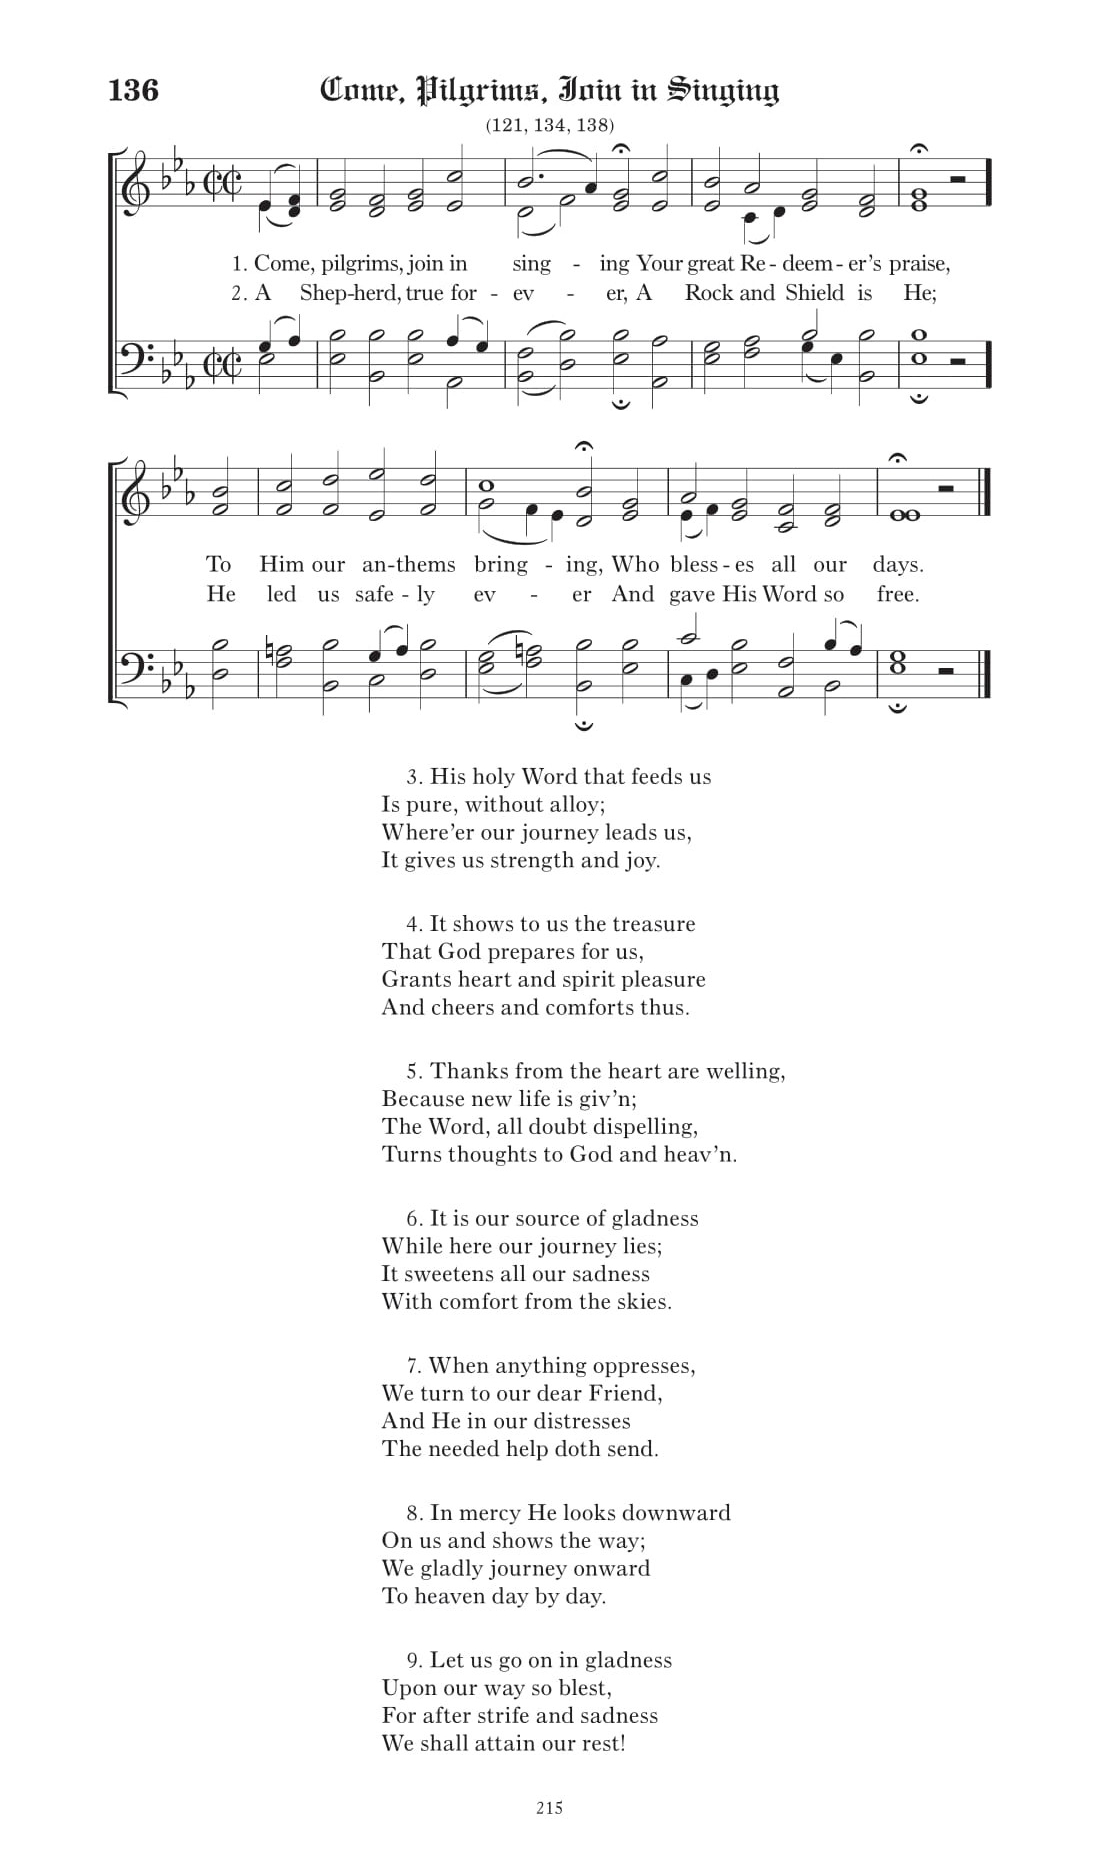 136 Come, Pilgrims, Join in Singing
(121, 134, 138)
1. Come, pilgrims, join in sing - ing Your great Re - deem - er’s praise,
2. A Shep-herd, true for - ev - er, A Rock and Shield is He;
To Him our an-thems bring - ing, Who bless - es all our days.
He led us safe - ly ev - er And gave His Word so free.
3. His holy Word that feeds us
Is pure, without alloy;
Where’er our journey leads us,
It gives us strength and joy.
4. It shows to us the treasure
That God prepares for us,
Grants heart and spirit pleasure
And cheers and comforts thus.
5. Thanks from the heart are welling,
Because new life is giv’n;
The Word, all doubt dispelling,
Turns thoughts to God and heav’n.
6. It is our source of gladness
While here our journey lies;
It sweetens all our sadness
With comfort from the skies.
7. When anything oppresses,
We turn to our dear Friend,
And He in our distresses
The needed help doth send.
8. In mercy He looks downward
On us and shows the way;
We gladly journey onward
To heaven day by day.
9. Let us go on in gladness
Upon our way so blest,
For after strife and sadness
We shall attain our rest!
215